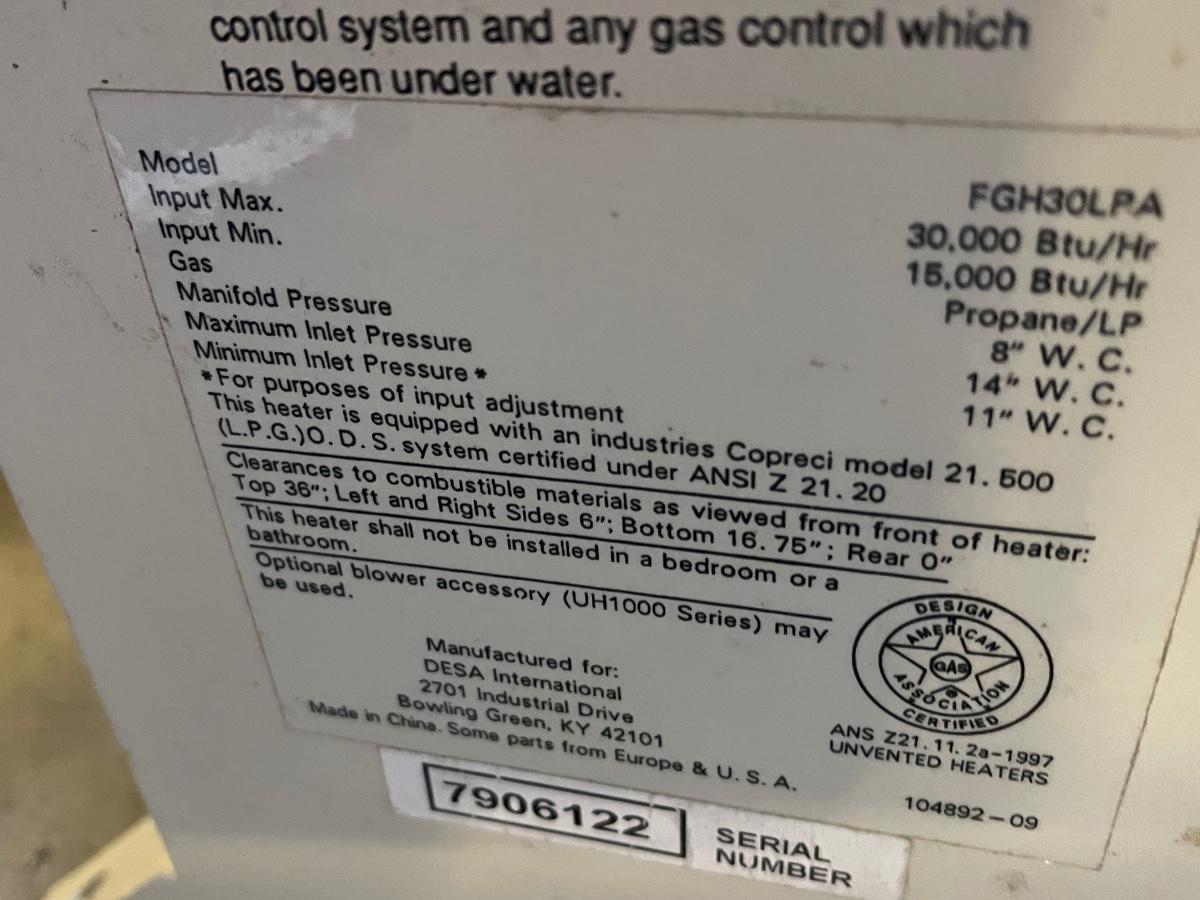 control system and any gas control which
has been under water.
Model FGH30LPA
Input Max. 30,000 Btu/Hr
Input Min. 15,000 Btu/Hr
Gas Propane/LP
Manifold Pressure 8" W. C.
Maximum Inlet Pressure 14" W. C.
Minimum Inlet Pressure * 11" W. C.
*For purposes of input adjustment
This heater is equipped with an industries Copreci model 21. 500
(L.P.G.)O. D. S. system certified under ANSI Z 21. 20
Clearances to combustible materials as viewed from front of heater:
Top 36"; Left and Right Sides 6"; Bottom 16. 75"; Rear 0"
This heater shall not be installed in a bedroom or a
bathroom.
Optional blower accessory (UH1000 Series) may
be used.
DESIGN
AMERICAN
GAS
®
ASSOCIATION
CERTIFIED
Manufactured for:
DESA International
2701 Industrial Drive
Bowling Green, KY 42101
Made in China. Some parts from Europe & U. S. A.
ANS Z21. 11. 2a-1997
UNVENTED HEATERS
104892-09
7906122
SERIAL
NUMBER